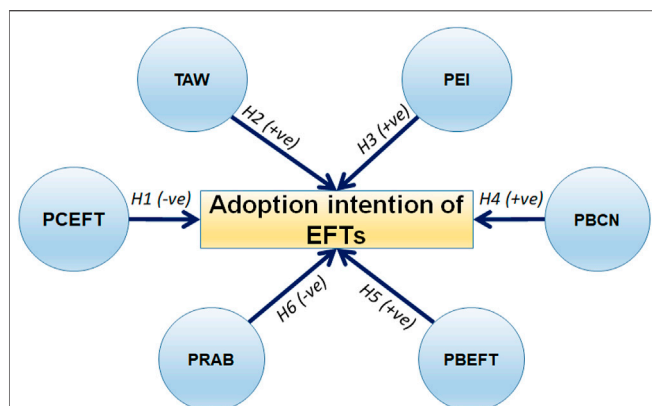 TAW
PEI
H2 (+ve)
H3 (+ve)
PCEFT
H1 (-ve)
Adoption intention of
EFTs
H4 (+ve)
PBCN
H6 (-ve)
H5 (+ve)
PRAB
PBEFT